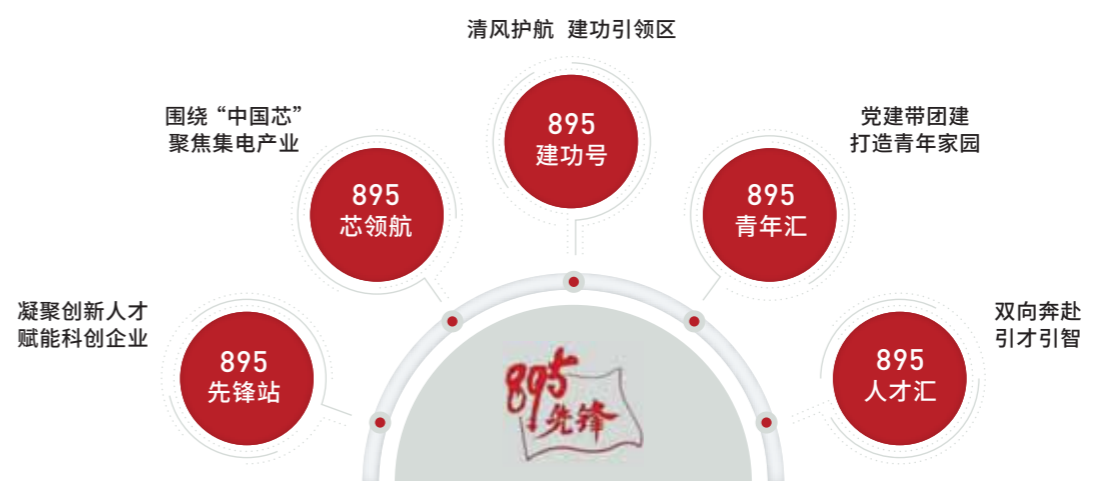 清风护航 建功引领区
895
建功号
围绕“中国芯”
聚焦集电产业
895
芯领航
党建带团建
打造青年家园
895
青年汇
凝聚创新人才
赋能科创企业
895
先锋站
双向奔赴
引才引智
895
人才汇
895
先锋